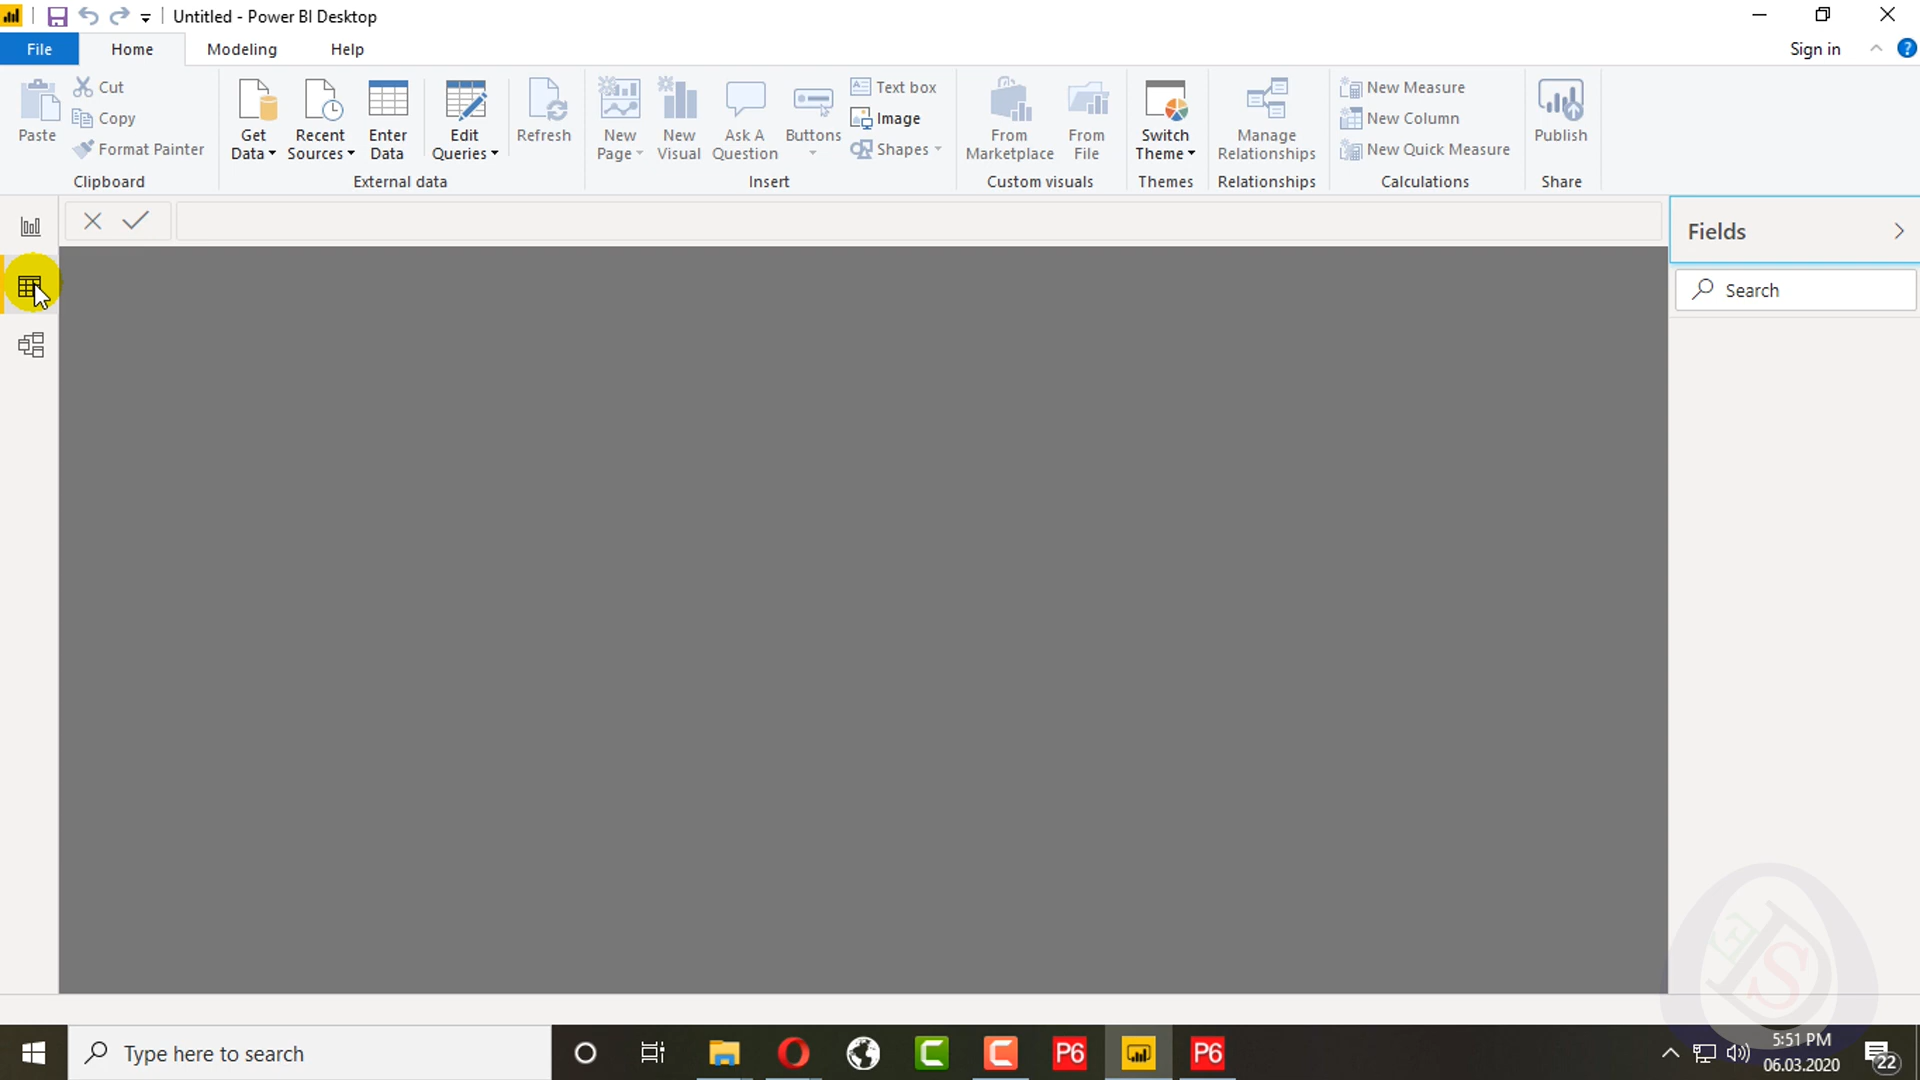 Untitled - Power BI Desktop
File Home Modeling Help Sign in
Paste
Cut
Copy
Format Painter
Clipboard
Get Data
Recent Sources
Enter Data
Edit Queries
Refresh
External data
New Page
New Visual
Ask A Question
Buttons
Text box
Image
Shapes
Insert
From Marketplace
From File
Custom visuals
Switch Theme
Themes
Manage Relationships
Relationships
New Measure
New Column
New Quick Measure
Calculations
Publish
Share
Fields
Search
Type here to search
P6
P6
5:51 PM
06.03.2020
22